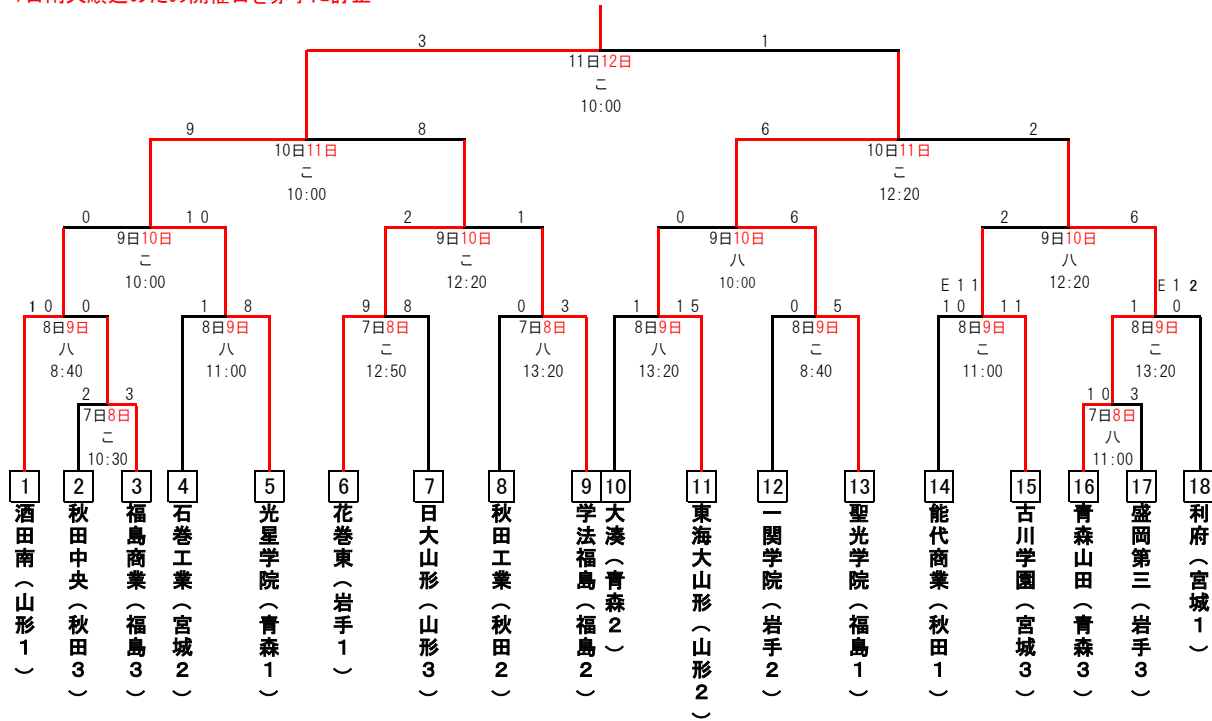 3 1
11日12日
こ
10:00
9 8 6 2
10日11日 10日11日
こ こ
10:00 12:20
0 10 2 1 0 6 2 6
9日10日 9日10日 9日10日 9日10日
こ こ 八 八
10:00 12:20 10:00 12:20
E11 E12
10 0 1 8 9 8 0 3 1 15 0 5 10 11 1 0
8日9日 8日9日 7日8日 7日8日 8日9日 8日9日 8日9日 8日9日
八 八 こ 八 八 こ こ こ
8:40 11:00 12:50 13:20 13:20 8:40 11:00 13:20
2 3 10 3
7日8日 7日8日
こ 八
10:30 11:00
1 2 3 4 5 6 7 8 9 10 11 12 13 14 15 16 17 18
酒田南(山形1)
秋田中央(秋田3)
福島商業(福島3)
石巻工業(宮城2)
光星学院(青森1)
花巻東(岩手1)
日大山形(山形3)
秋田工業(秋田2)
学法福島(福島2)
大湊(青森2)
東海大山形(山形2)
一関学院(岩手2)
聖光学院(福島1)
能代商業(秋田1)
古川学園(宮城3)
青森山田(青森3)
盛岡第三(岩手3)
利府(宮城1)